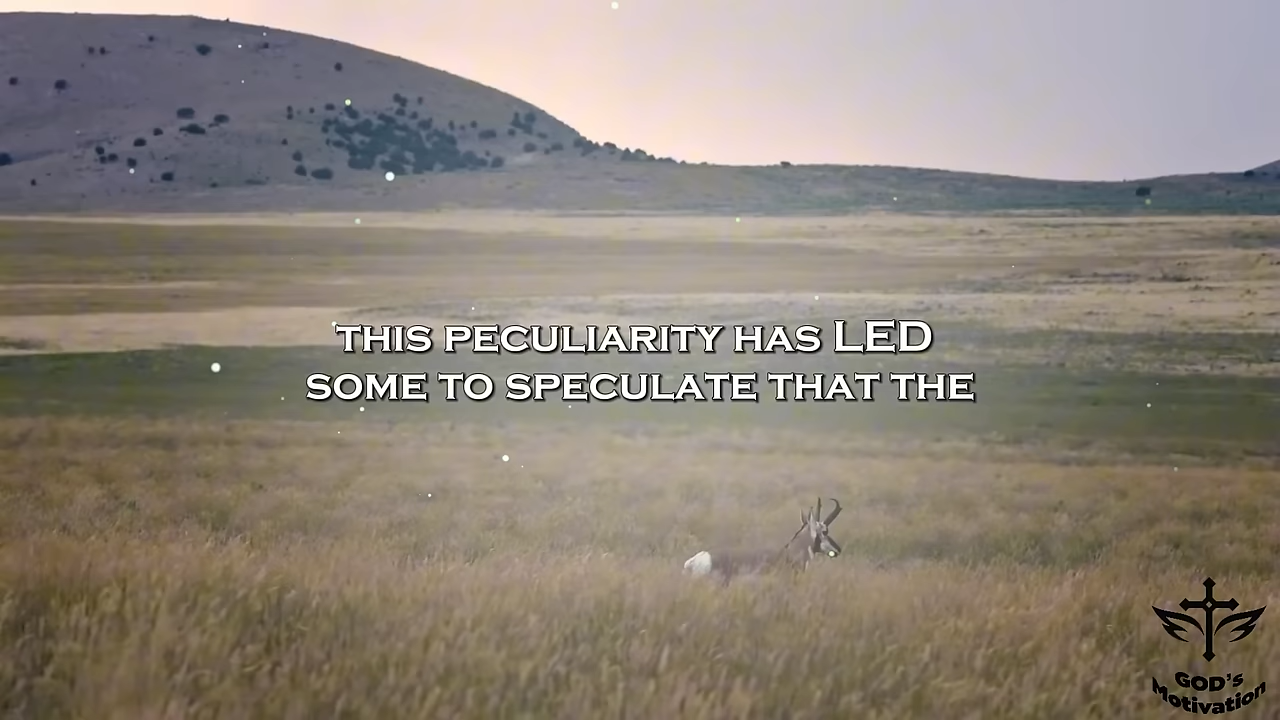 THIS PECULIARITY HAS LED
SOME TO SPECULATE THAT THE
GOD'S
Motivation